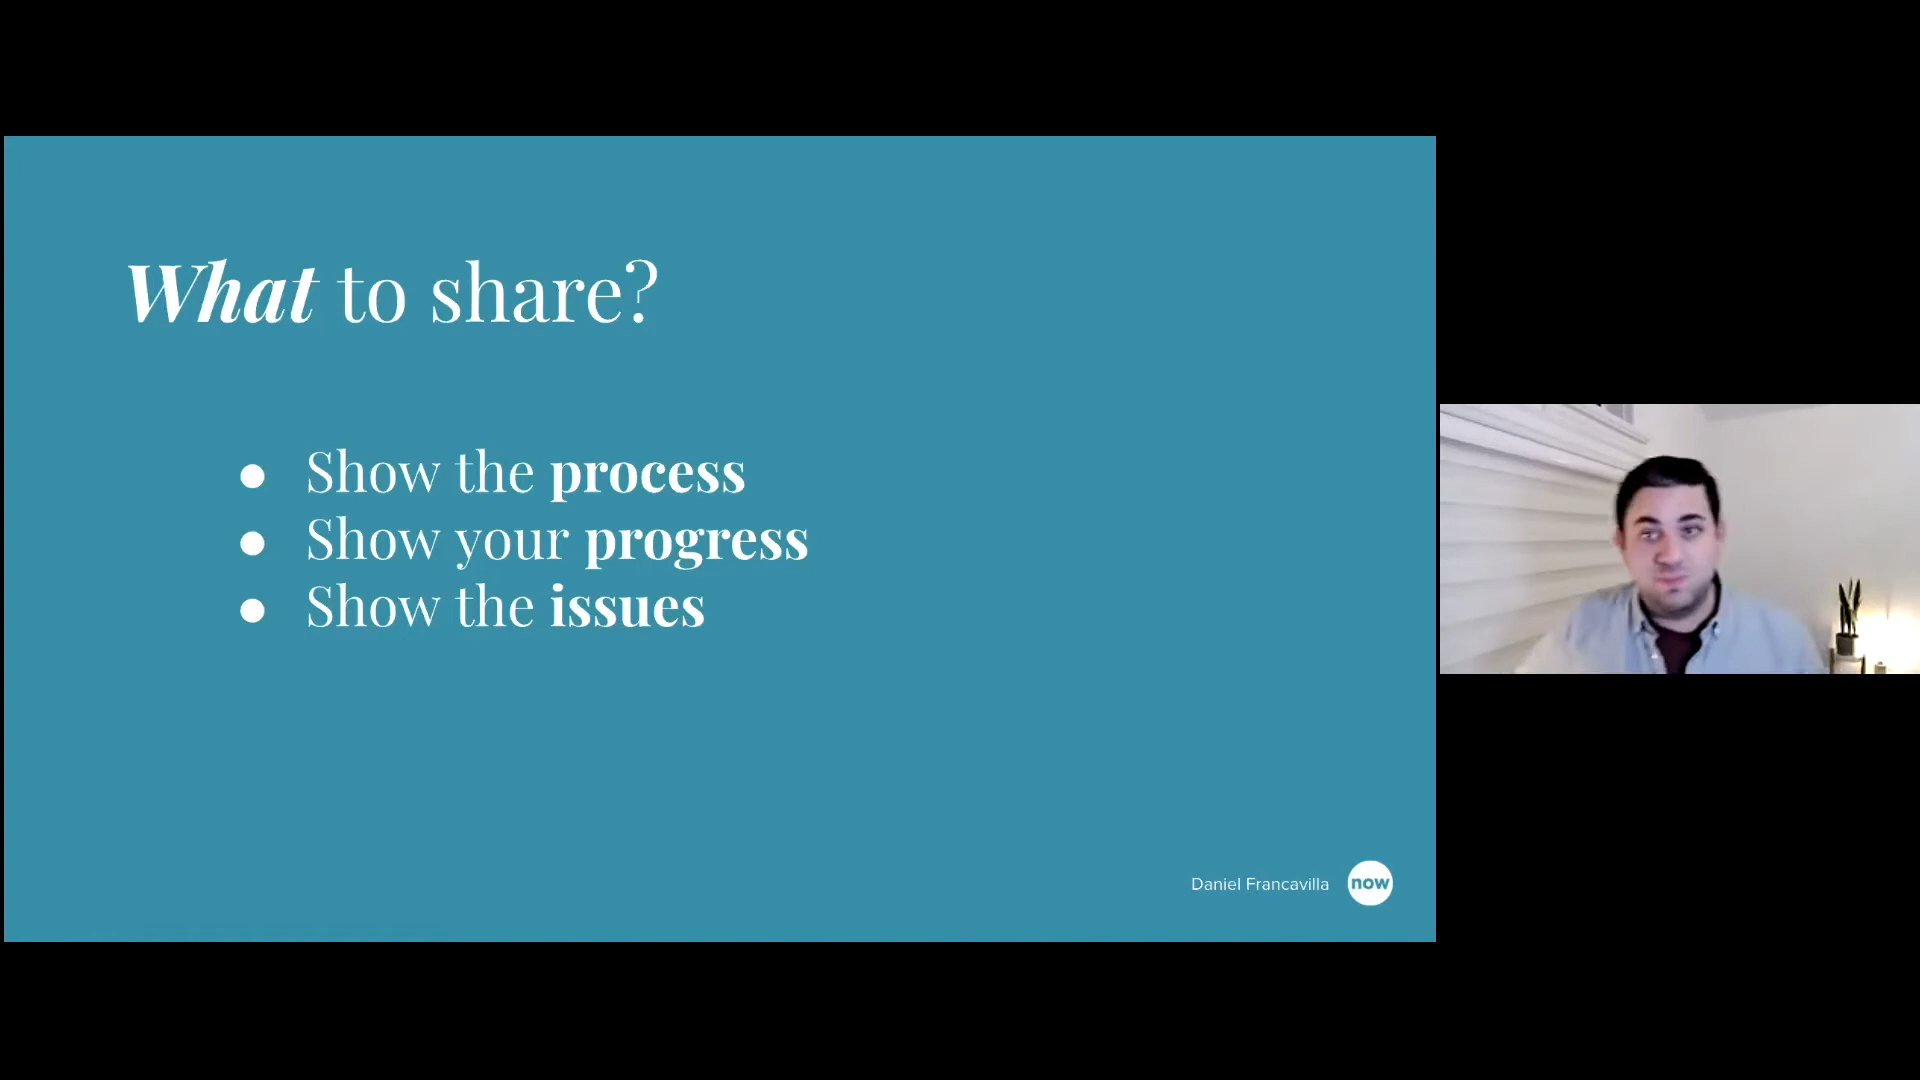 What to share?
● Show the process
● Show your progress
● Show the issues
Daniel Francavilla
now